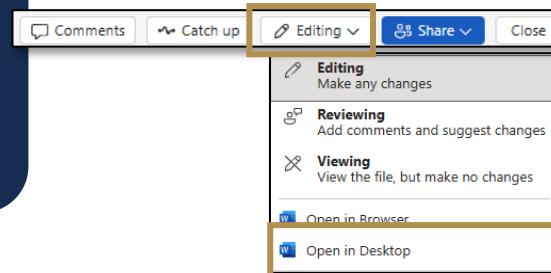 Comments Catch up Editing Share Close
Editing
Make any changes
Reviewing
Add comments and suggest changes
Viewing
View the file, but make no changes
Open in Browser
Open in Desktop